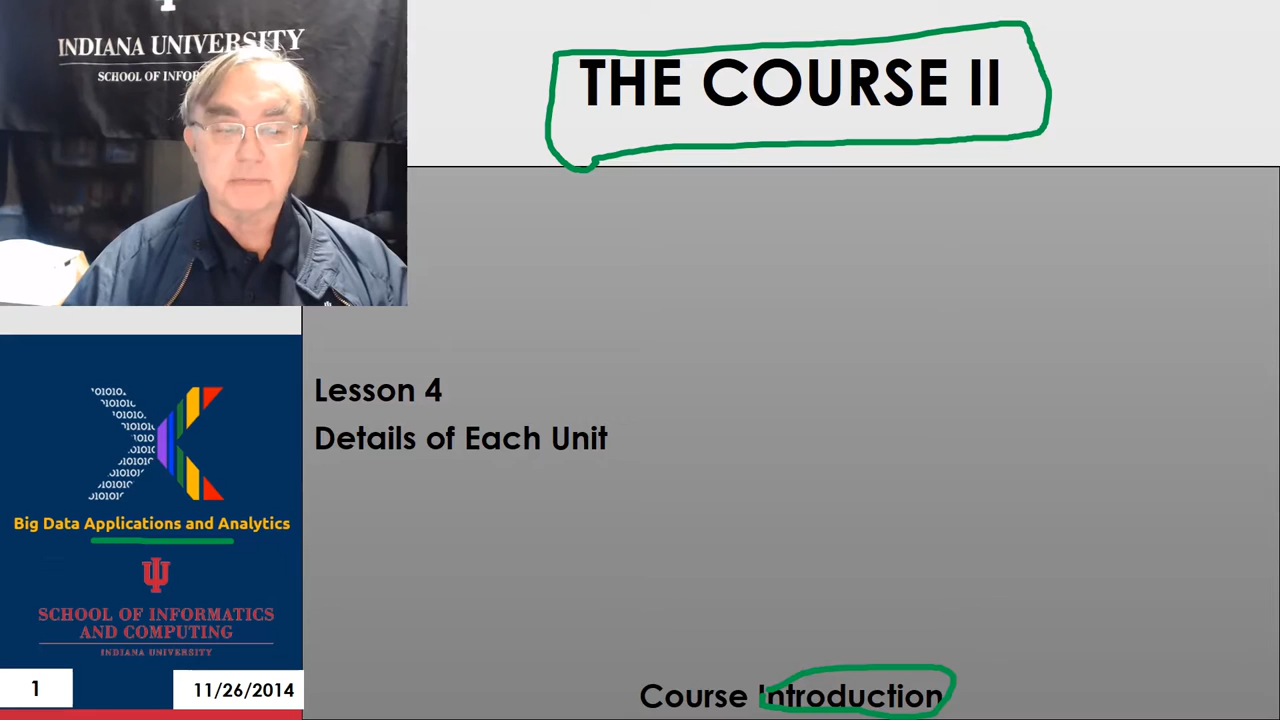 INDIANA UNIVERSITY
SCHOOL OF INFO
THE COURSE II
Lesson 4
Details of Each Unit
Big Data Applications and Analytics
SCHOOL OF INFORMATICS
AND COMPUTING
INDIANA UNIVERSITY
1
11/26/2014
Course Introduction